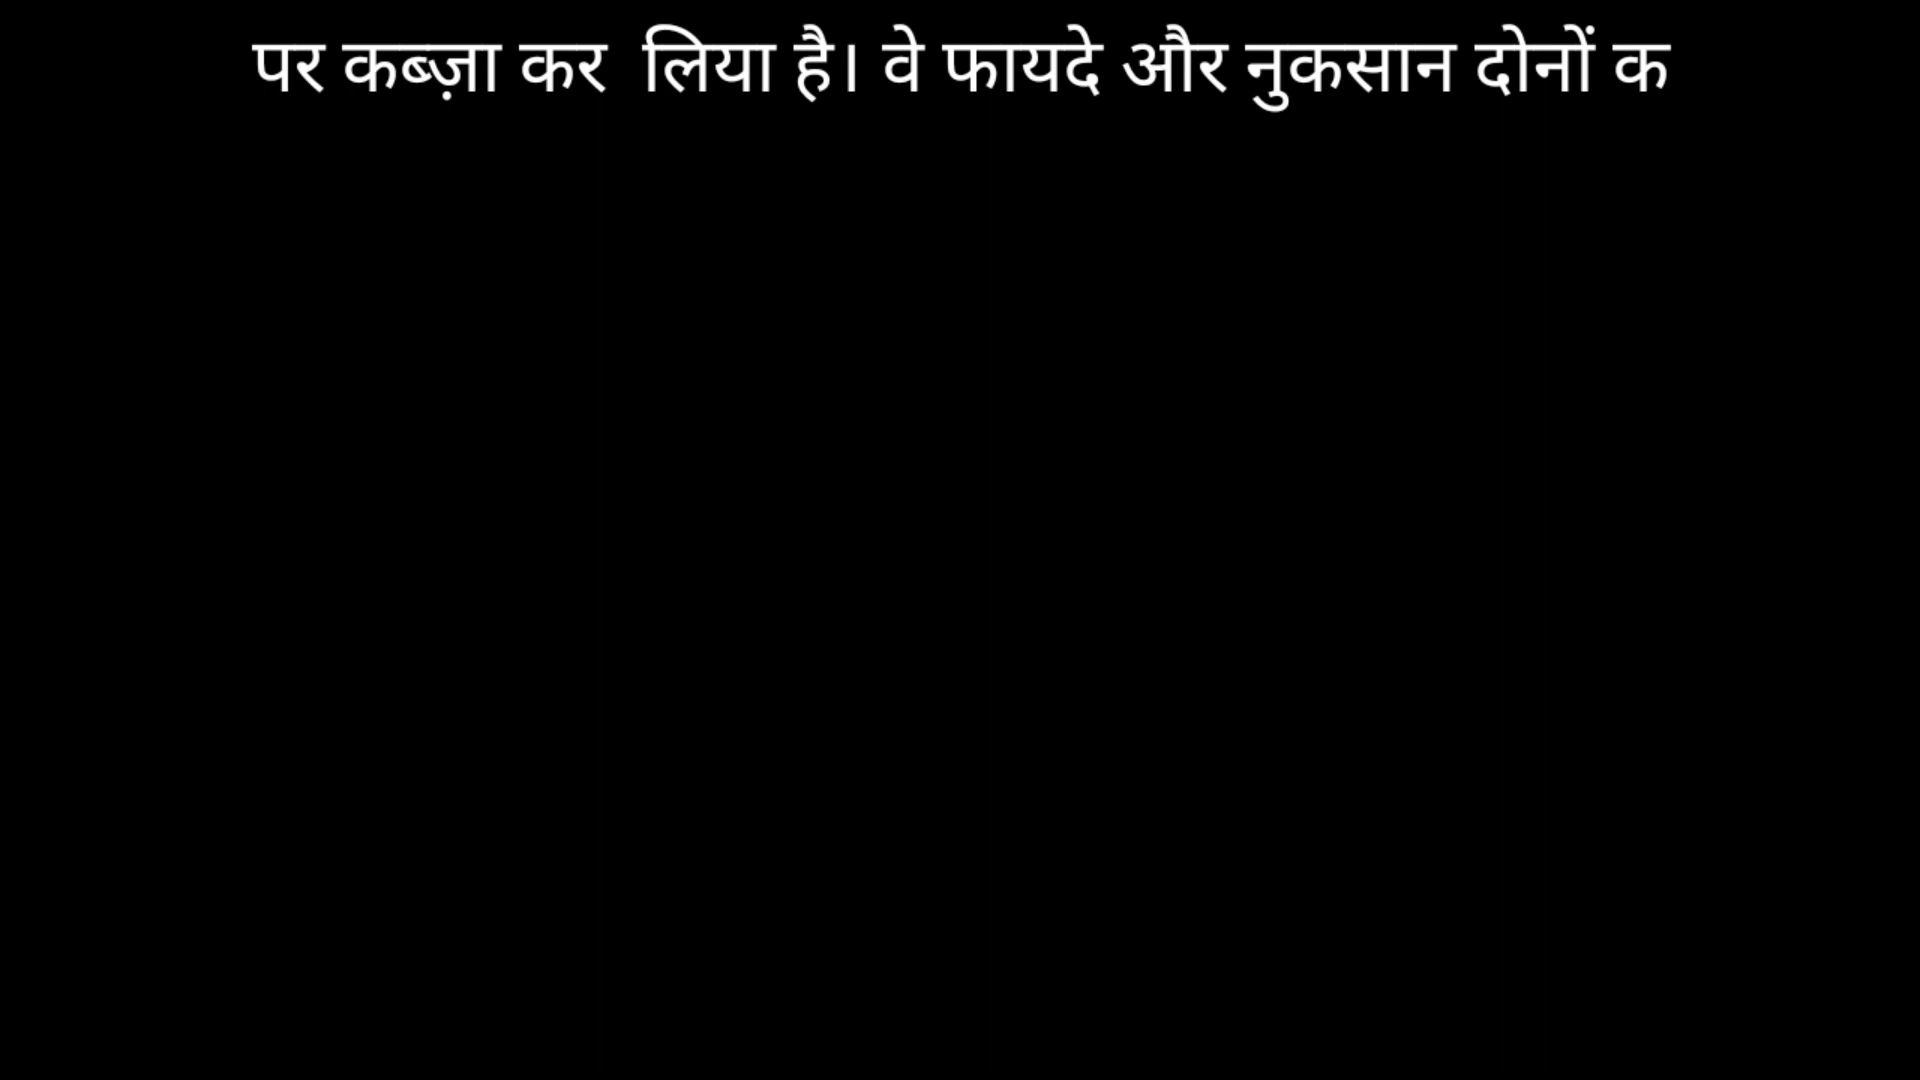 पर कब्ज़ा कर  लिया है। वे फायदे और नुकसान दोनों क